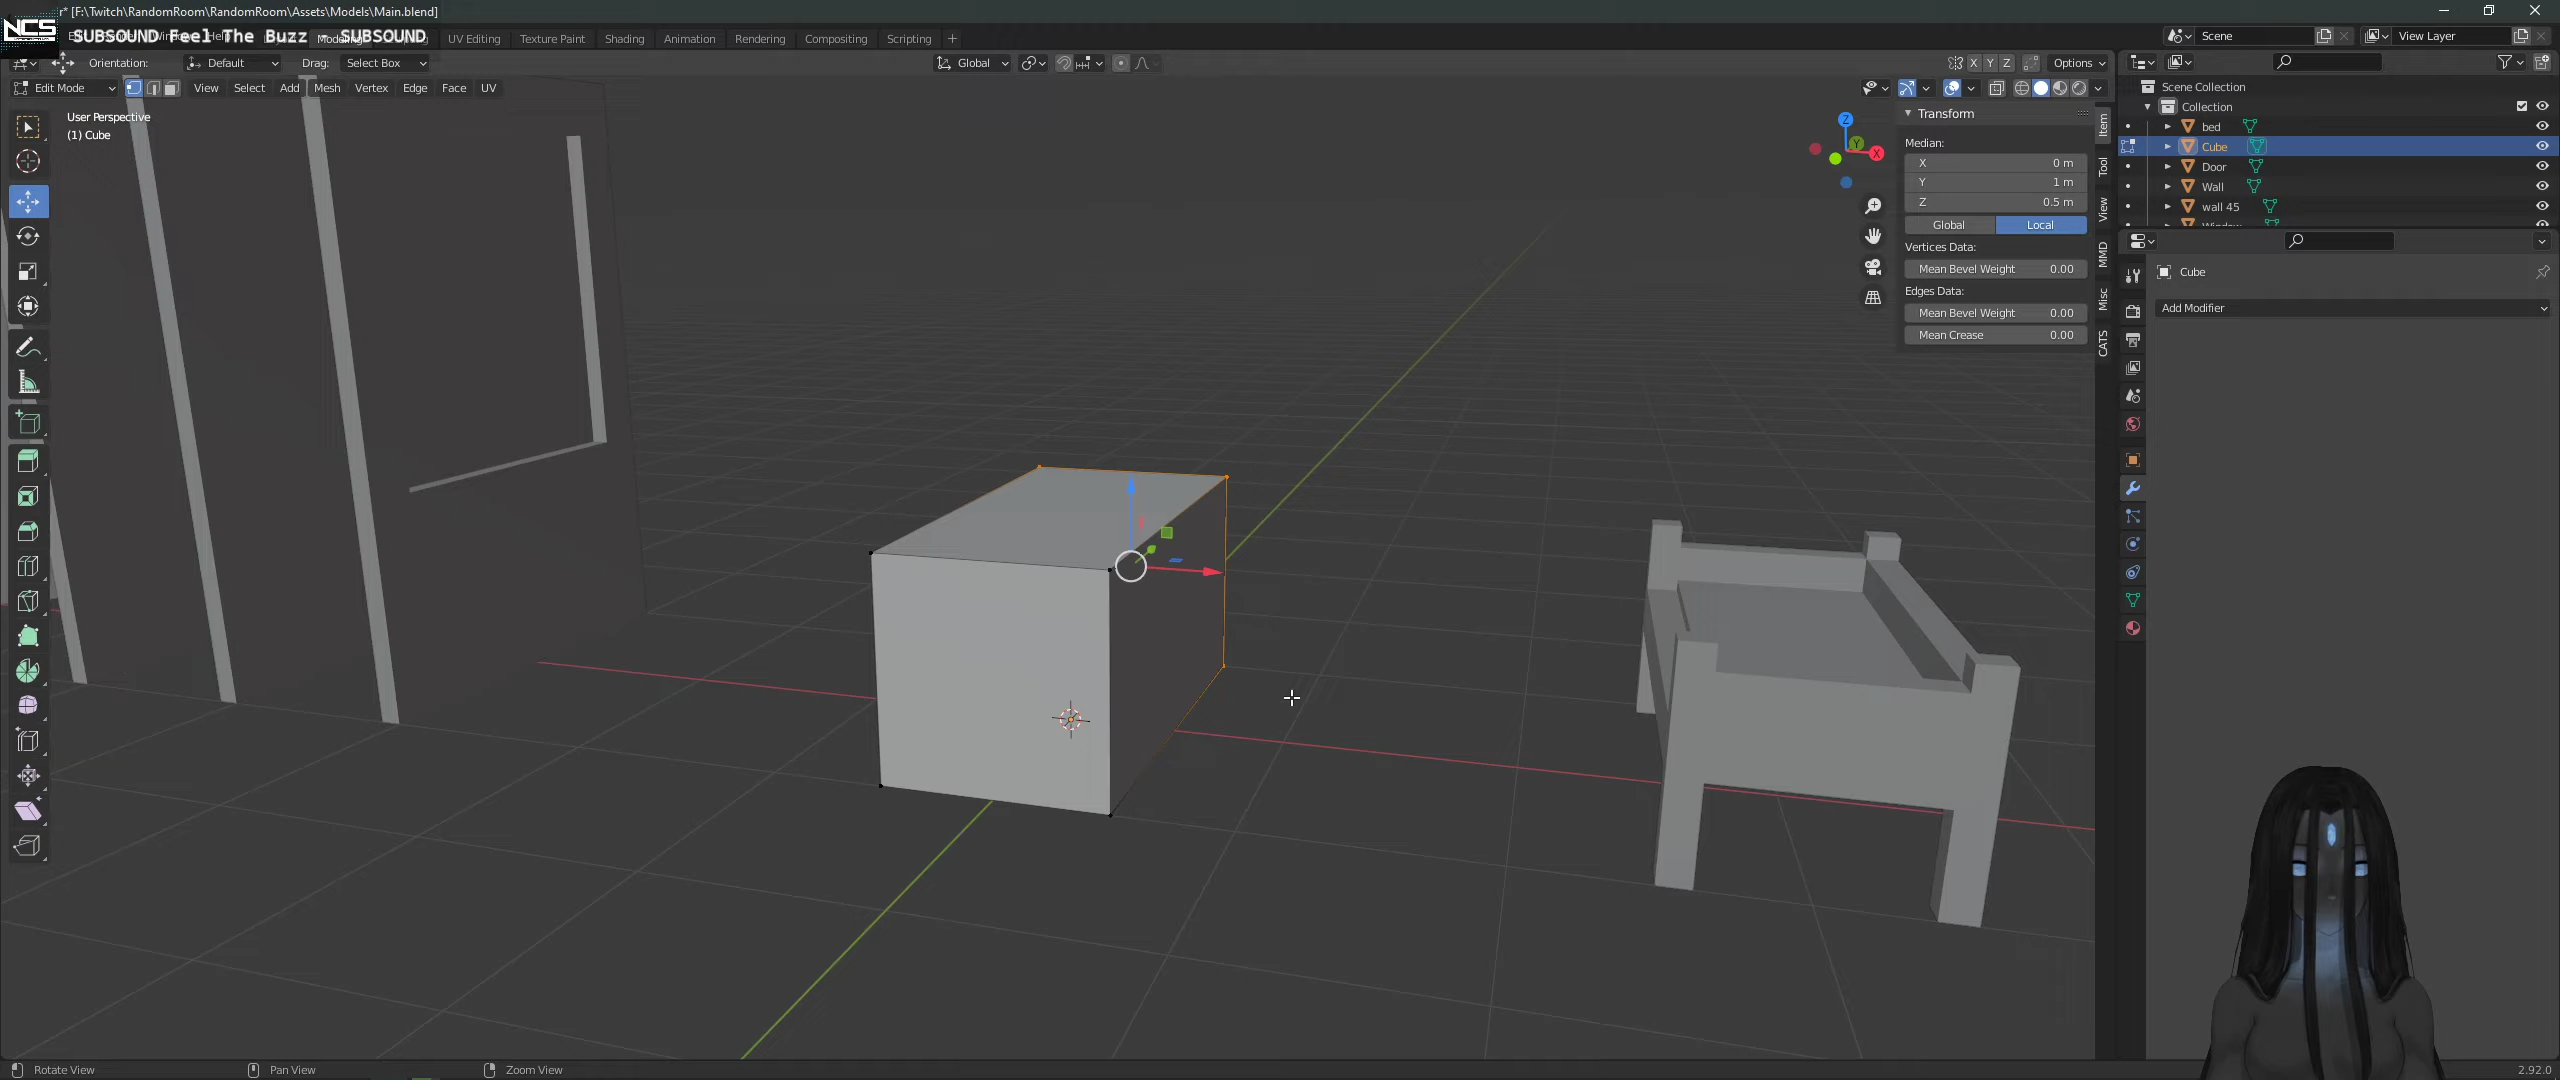 r* [F:\Twitch\RandomRoom\RandomRoom\Assets\Models\Main.blend]
NCS
SUBSOUND Feel The Buzz - SUBSOUND
Modeling UV Editing Texture Paint Shading Animation Rendering Compositing Scripting
Scene View Layer
Orientation: Default Drag: Select Box Global X Y Z Options
Edit Mode View Select Add Mesh Vertex Edge Face UV
User Perspective
(1) Cube
Z
Y
X
Transform
Median:
X 0 m
Y 1 m
Z 0.5 m
Global Local
Vertices Data:
Mean Bevel Weight 0.00
Edges Data:
Mean Bevel Weight 0.00
Mean Crease 0.00
Item
Tool
View
MMD
Misc
CATS
Scene Collection
Collection
bed
Cube
Door
Wall
wall 45
Cube
Add Modifier
Rotate View Pan View Zoom View
2.92.0